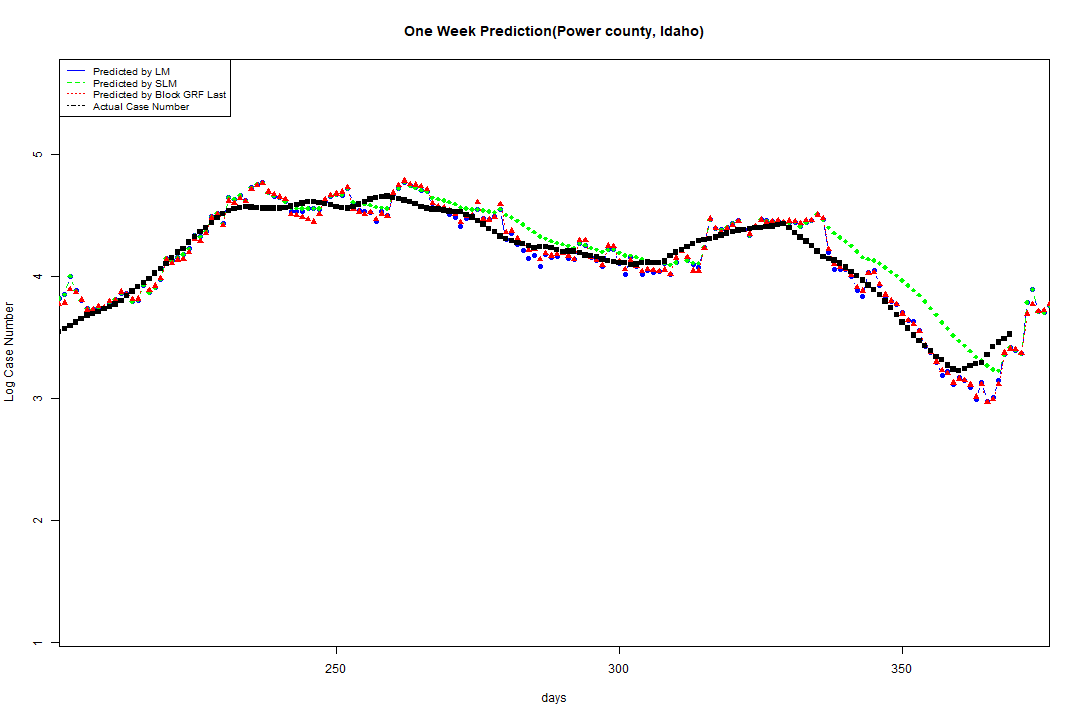 One Week Prediction(Power county, Idaho)
Predicted by LM
Predicted by SLM
Predicted by Block GRF Last
Actual Case Number
5
4
3
2
1
Log Case Number
250 300 350
days